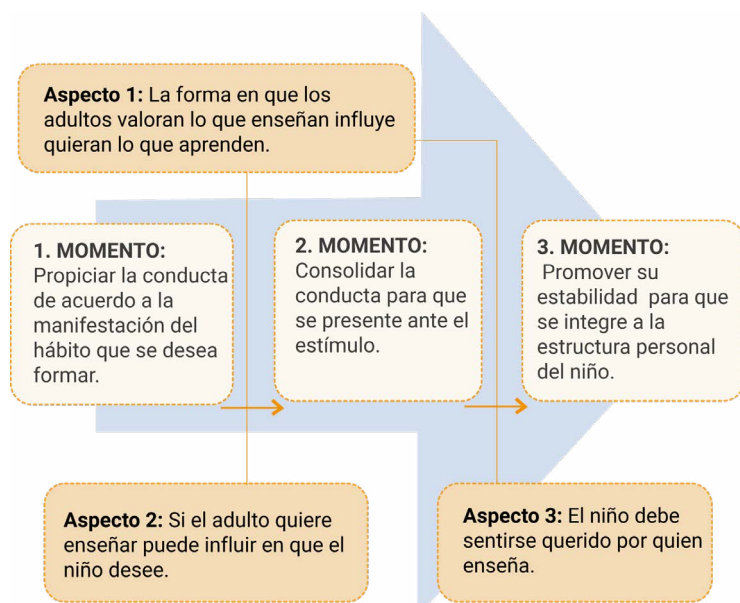 Aspecto 1: La forma en que los
adultos valoran lo que enseñan influye
quieran lo que aprenden.
1. MOMENTO:
Propiciar la conducta
de acuerdo a la
manifestación del
hábito que se desea
formar.
2. MOMENTO:
Consolidar la
conducta para que
se presente ante el
estímulo.
3. MOMENTO:
Promover su
estabilidad para que
se integre a la
estructura personal
del niño.
Aspecto 2: Si el adulto quiere
enseñar puede influir en que el
niño desee.
Aspecto 3: El niño debe
sentirse querido por quien
enseña.